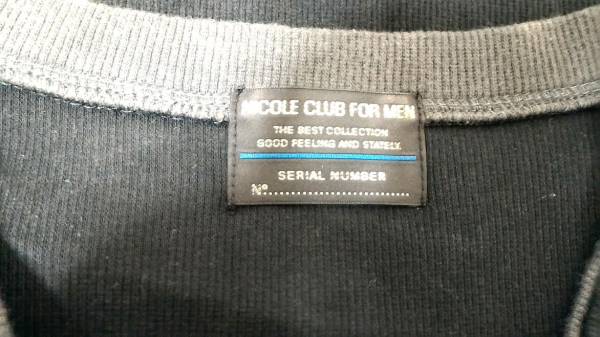 NICOLE CLUB FOR MEN
THE BEST COLLECTION
GOOD FEELING AND STATELY.
SERIAL NUMBER
Nº..............................